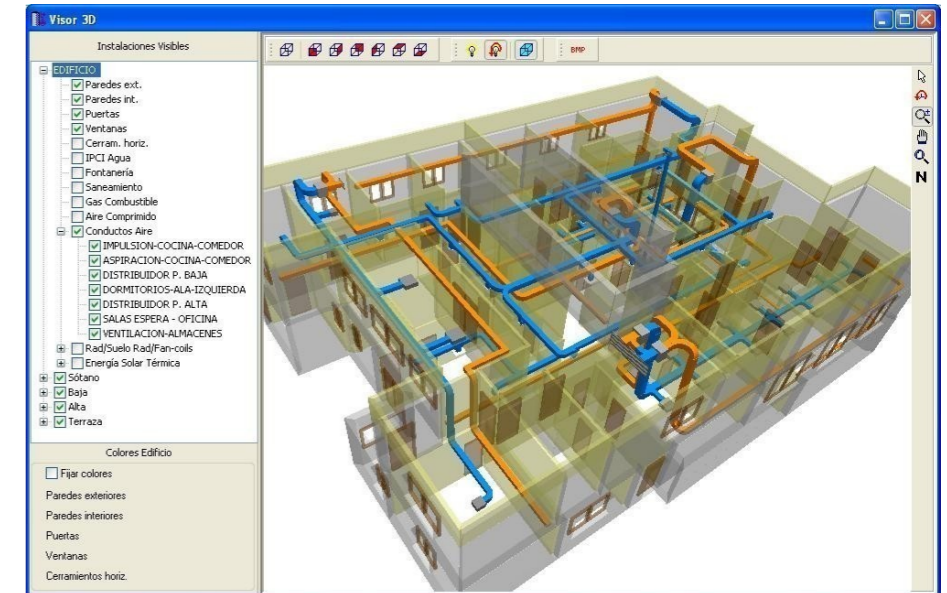 Visor 3D
Instalaciones Visibles
EDIFICIO
Paredes ext.
Paredes int.
Puertas
Ventanas
Cerram. horiz.
IPCI Agua
Fontanería
Saneamiento
Gas Combustible
Aire Comprimido
Conductos Aire
IMPULSION-COCINA-COMEDOR
ASPIRACION-COCINA-COMEDOR
DISTRIBUIDOR P. BAJA
DORMITORIOS-ALA-IZQUIERDA
DISTRIBUIDOR P. ALTA
SALAS ESPERA - OFICINA
VENTILACION-ALMACENES
Rad/Suelo Rad/Fan-coils
Energía Solar Térmica
Sótano
Baja
Alta
Terraza
Colores Edificio
Fijar colores
Paredes exteriores
Paredes interiores
Puertas
Ventanas
Cerramientos horiz.
BMP
N